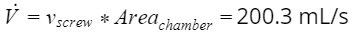 V̇ = v_screw * Area_chamber = 200.3 mL/s